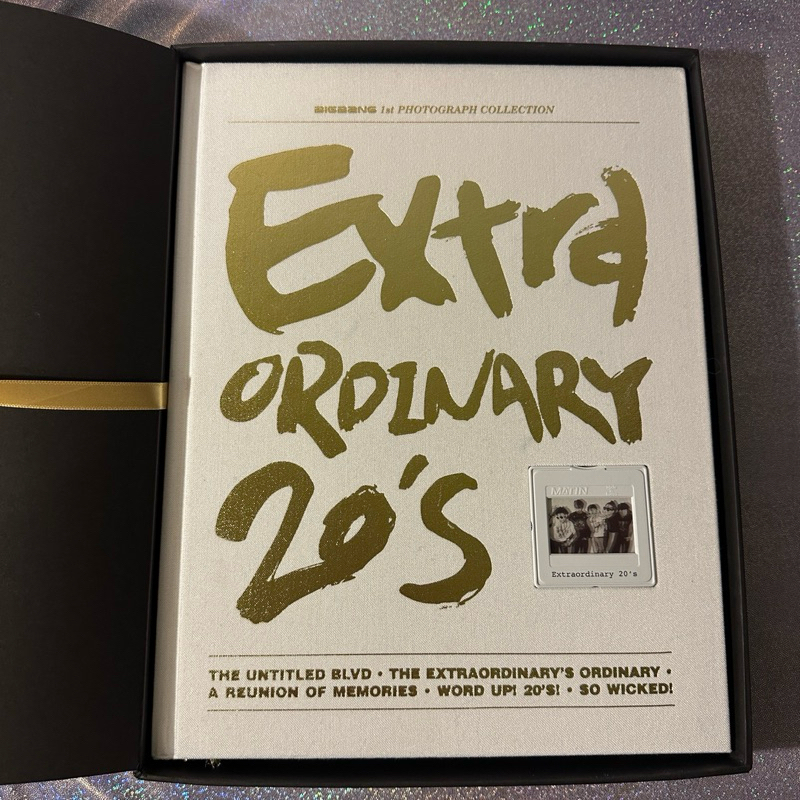 BIGBANG 1st PHOTOGRAPH COLLECTION
Extra
ORDINARY
20'S
MATIN
Extraordinary 20's
THE UNTITLED BLVD • THE EXTRAORDINARY'S ORDINARY •
A REUNION OF MEMORIES • WORD UP! 20'S! • SO WICKED!